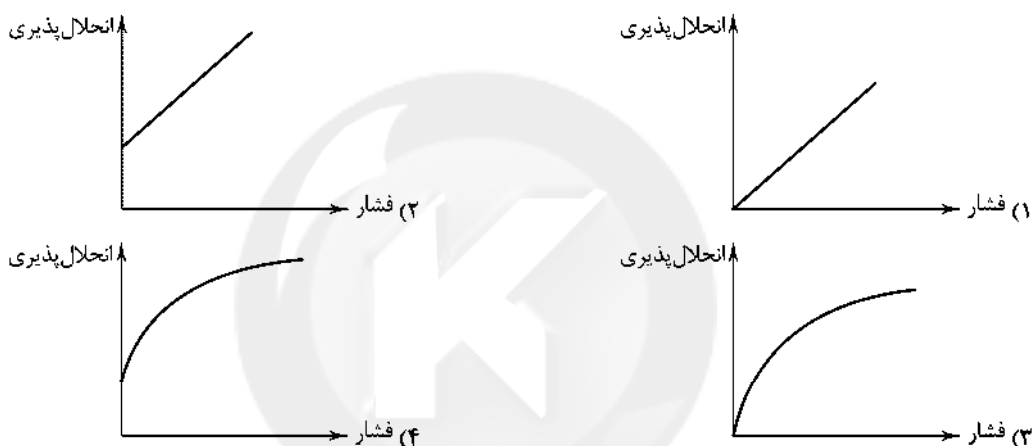 انحلال‌پذیری
۱) فشار
انحلال‌پذیری
۲) فشار
انحلال‌پذیری
۳) فشار
انحلال‌پذیری
۴) فشار